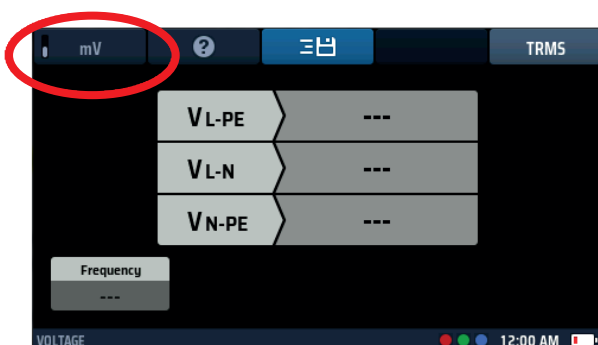 mV ? TRMS
VL-PE ---
VL-N ---
VN-PE ---
Frequency
---
VOLTAGE 12:00 AM